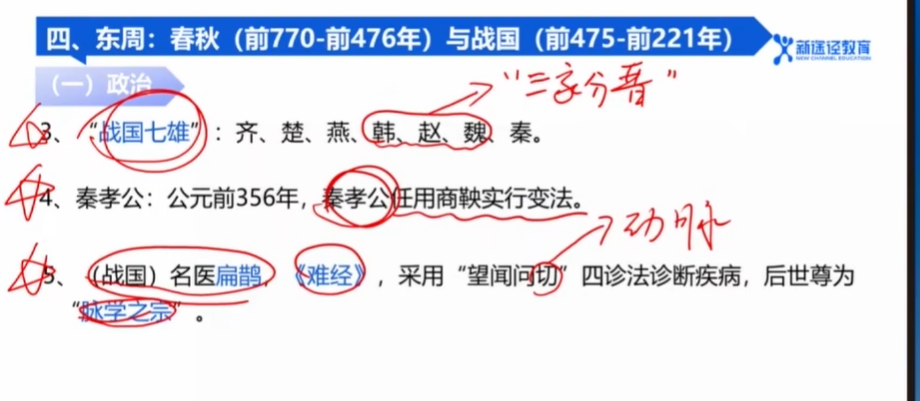 四、东周：春秋（前770-前476年）与战国（前475-前221年）
新途径教育
NEW CHANNEL EDUCATION
（一）政治
“三家分晋”
3、“战国七雄”：齐、楚、燕、韩、赵、魏、秦。
4、秦孝公：公元前356年，秦孝公任用商鞅实行变法。
切脉
5、（战国）名医扁鹊，《难经》，采用“望闻问切”四诊法诊断疾病，后世尊为
“脉学之宗”。